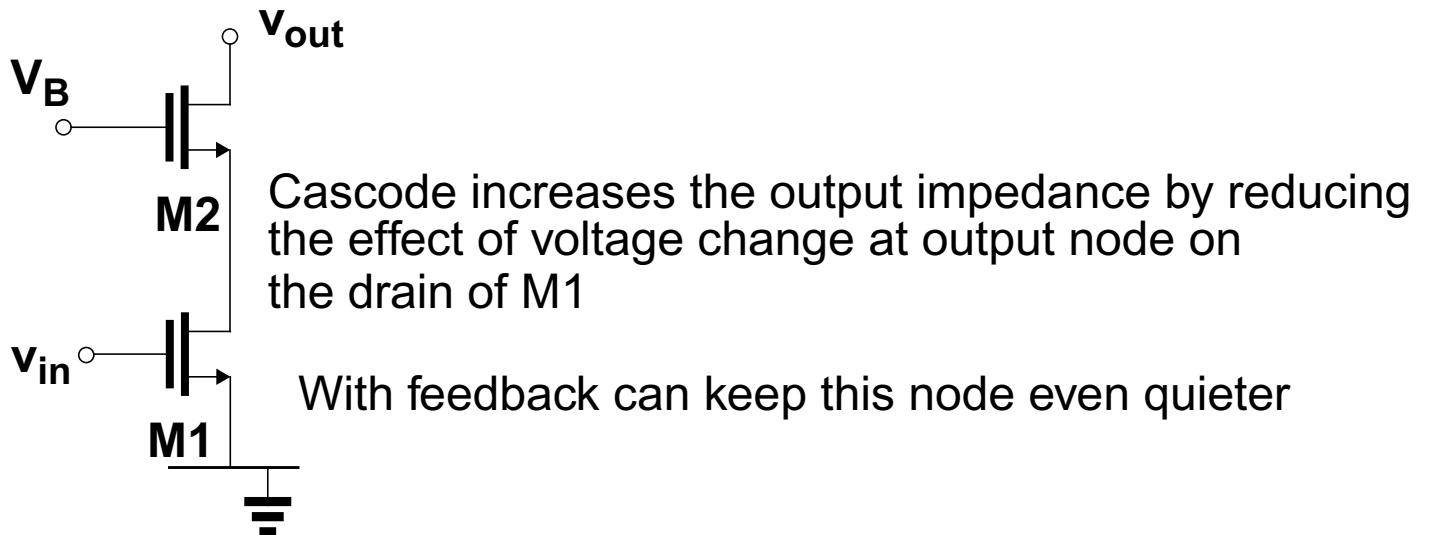 vout
VB
M2
Cascode increases the output impedance by reducing
the effect of voltage change at output node on
the drain of M1
vin
With feedback can keep this node even quieter
M1